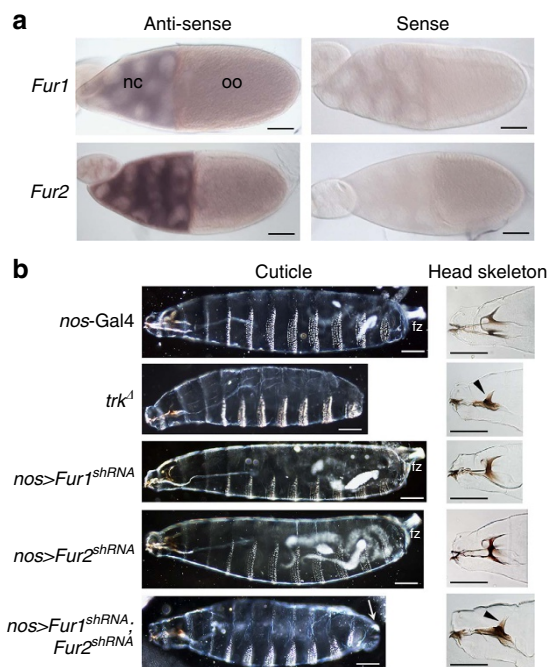 a
Anti-sense Sense
Fur1
nc oo
Fur2
b
Cuticle Head skeleton
nos-Gal4
fz
trk^Δ
nos>Fur1^shRNA
fz
nos>Fur2^shRNA
fz
nos>Fur1^shRNA;
Fur2^shRNA